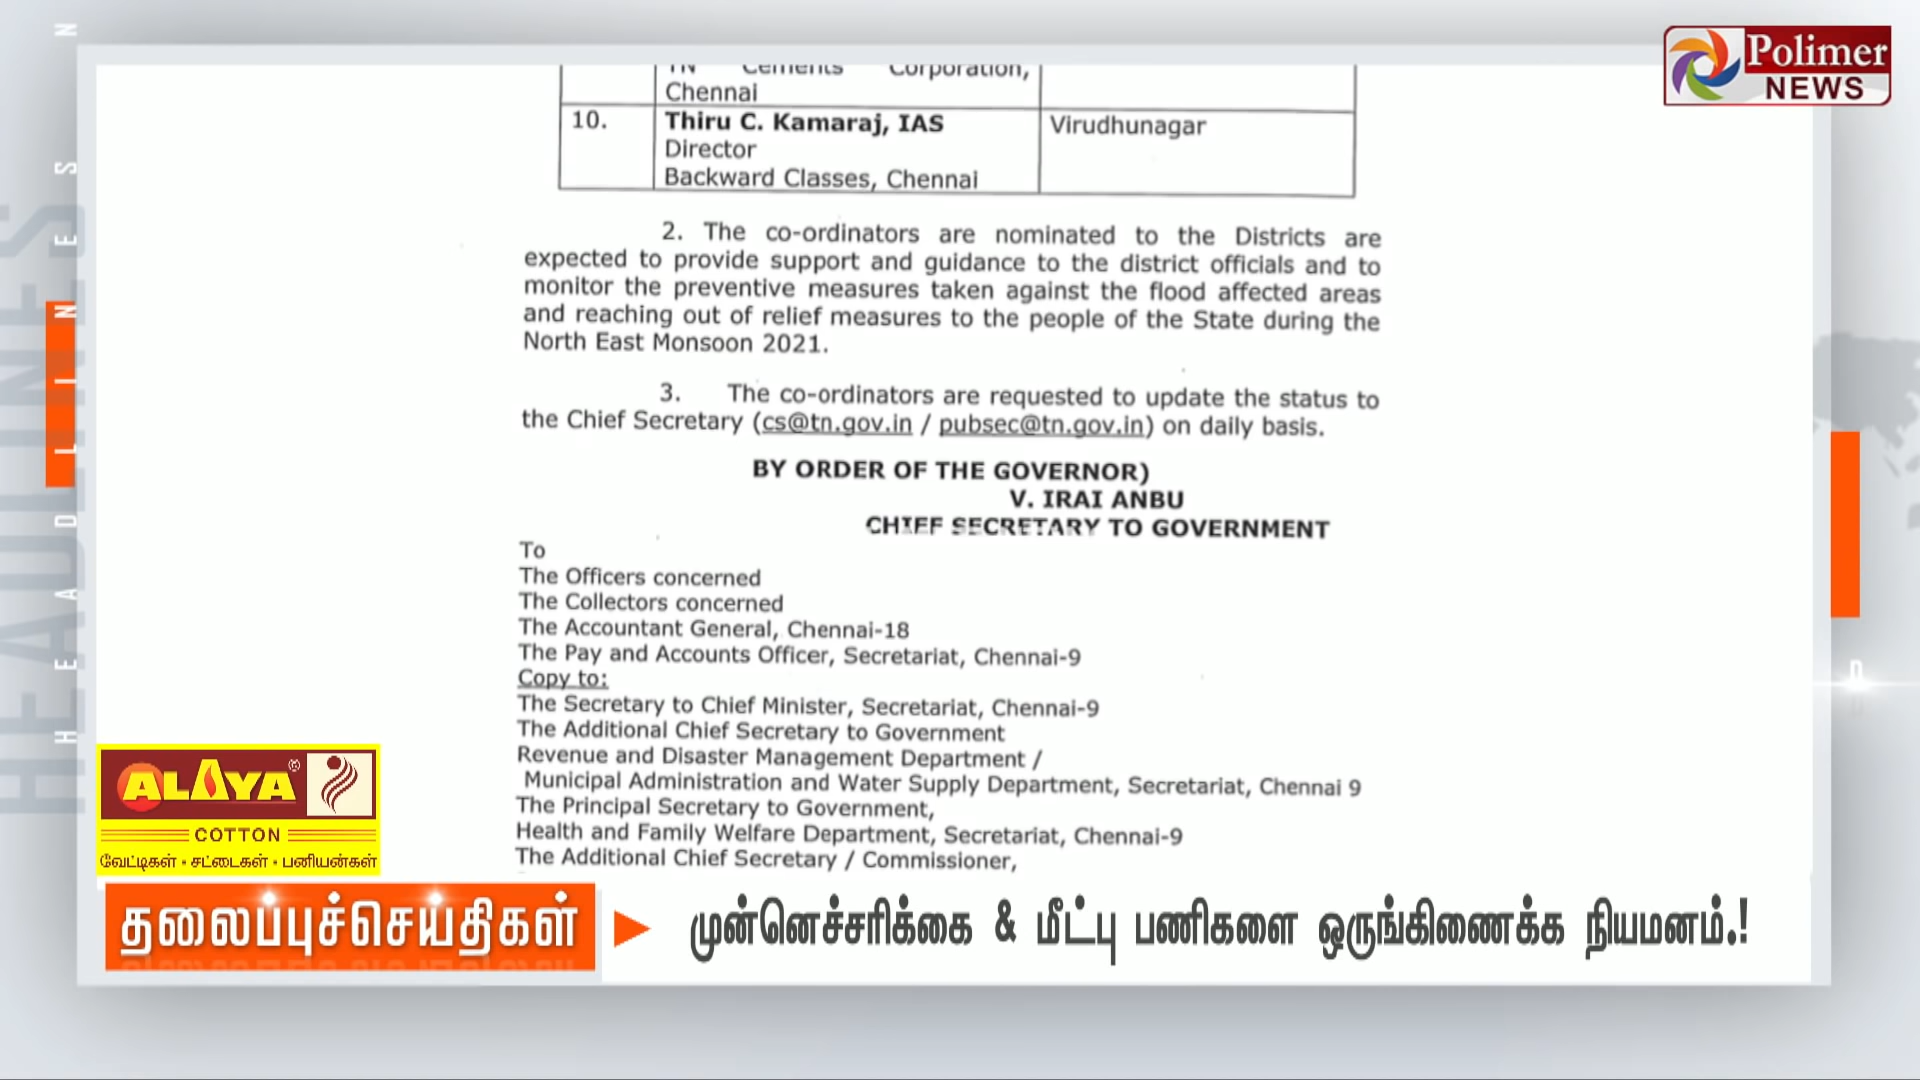 Polimer
NEWS
HEADLINES
HEADLINES
TN Cements Corporation,
Chennai
10. Thiru C. Kamaraj, IAS Virudhunagar
Director
Backward Classes, Chennai
2. The co-ordinators are nominated to the Districts are
expected to provide support and guidance to the district officials and to
monitor the preventive measures taken against the flood affected areas
and reaching out of relief measures to the people of the State during the
North East Monsoon 2021.
3. The co-ordinators are requested to update the status to
the Chief Secretary (cs@tn.gov.in / pubsec@tn.gov.in) on daily basis.
BY ORDER OF THE GOVERNOR)
V. IRAI ANBU
CHIEF SECRETARY TO GOVERNMENT
To
The Officers concerned
The Collectors concerned
The Accountant General, Chennai-18
The Pay and Accounts Officer, Secretariat, Chennai-9
Copy to:
The Secretary to Chief Minister, Secretariat, Chennai-9
The Additional Chief Secretary to Government
Revenue and Disaster Management Department /
Municipal Administration and Water Supply Department, Secretariat, Chennai 9
The Principal Secretary to Government,
Health and Family Welfare Department, Secretariat, Chennai-9
The Additional Chief Secretary / Commissioner,
ALAYA®
COTTON
வேட்டிகள் • சட்டைகள் • பனியன்கள்
தலைப்புச்செய்திகள்
முன்னெச்சரிக்கை & மீட்பு பணிகளை ஒருங்கிணைக்க நியமனம்.!